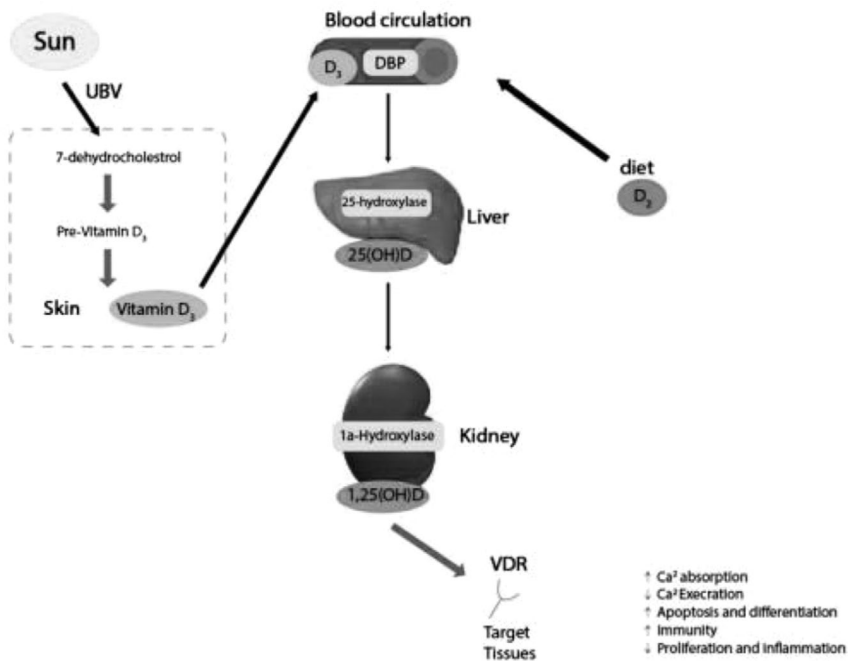 Sun
UBV
7-dehydrocholestrol
Pre-Vitamin D3
Skin
Vitamin D3
Blood circulation
D3
DBP
diet
D2
25-hydroxylase
Liver
25(OH)D
1a-Hydroxylase
Kidney
1,25(OH)D
VDR
Target
Tissues
↑ Ca² absorption
↓ Ca² Execration
↑ Apoptosis and differentiation
↑ Immunity
↓ Proliferation and inflammation